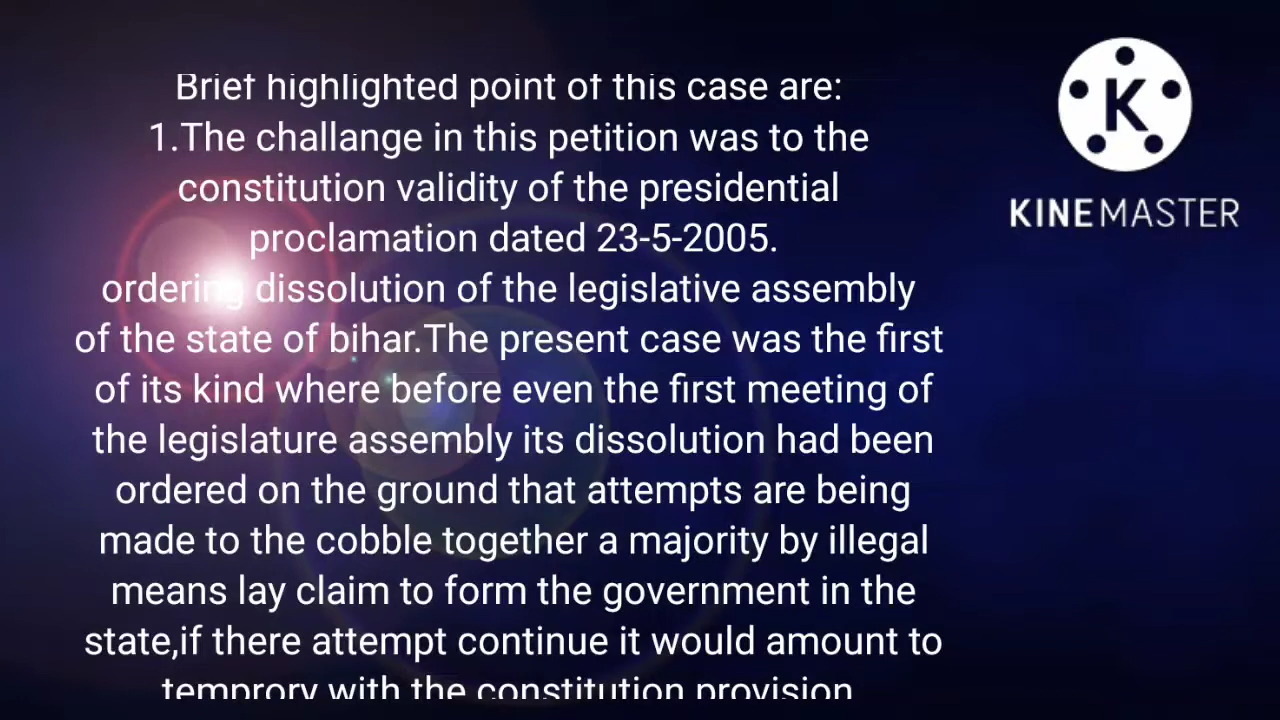 Brief highlighted point of this case are:
1.The challange in this petition was to the
constitution validity of the presidential
proclamation dated 23-5-2005.
ordering dissolution of the legislative assembly
of the state of bihar.The present case was the first
of its kind where before even the first meeting of
the legislature assembly its dissolution had been
ordered on the ground that attempts are being
made to the cobble together a majority by illegal
means lay claim to form the government in the
state,if there attempt continue it would amount to
temprory with the constitution provision
K
KINEMASTER